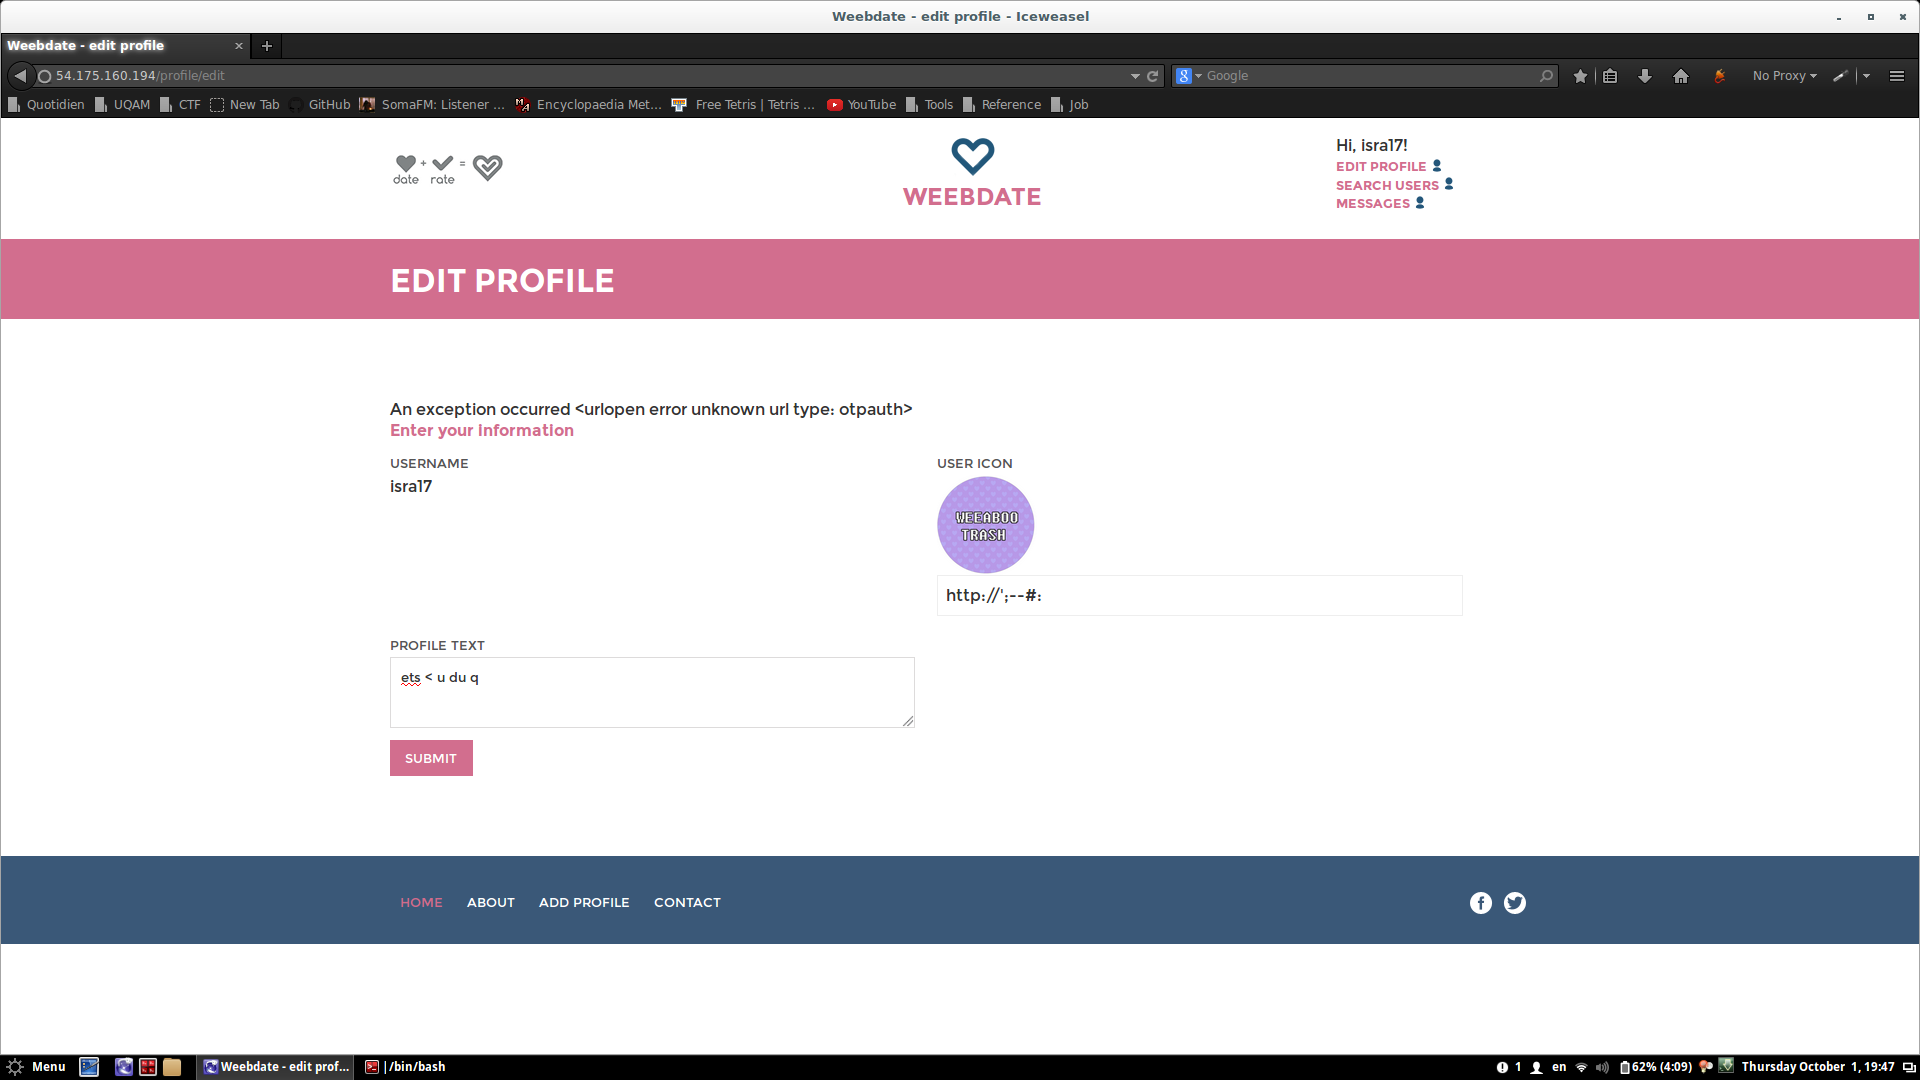 Weebdate - edit profile - Iceweasel
Weebdate - edit profile
54.175.160.194/profile/edit
Google
No Proxy
Quotidien UQAM CTF New Tab GitHub SomaFM: Listener ... Encyclopaedia Met... Free Tetris | Tetris ... YouTube Tools Reference Job
date + rate =
WEEBDATE
Hi, isra17!
EDIT PROFILE
SEARCH USERS
MESSAGES
EDIT PROFILE
An exception occurred <urlopen error unknown url type: otpauth>
Enter your information
USERNAME
isra17
USER ICON
WEEABOO
TRASH
http://';--#:
PROFILE TEXT
ets < u du q
SUBMIT
HOME ABOUT ADD PROFILE CONTACT
Menu
Weebdate - edit prof...
/bin/bash
1 en 62% (4:09) Thursday October 1, 19:47